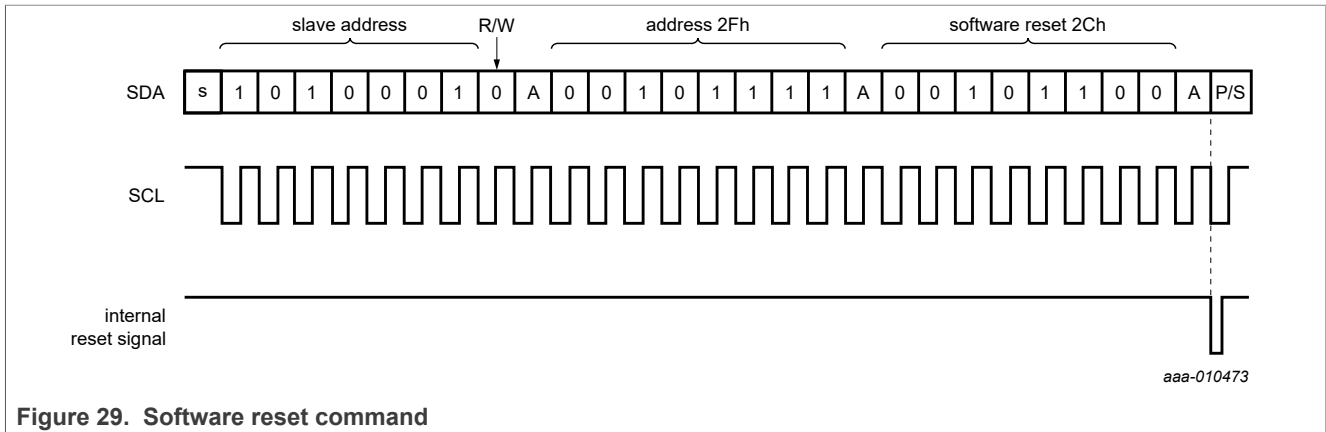 slave address R/W address 2Fh software reset 2Ch
SDA s 1 0 1 0 0 0 1 0 A 0 0 1 0 1 1 1 1 A 0 0 1 0 1 1 0 0 A P/S
SCL
internal
reset signal
aaa-010473
Figure 29. Software reset command